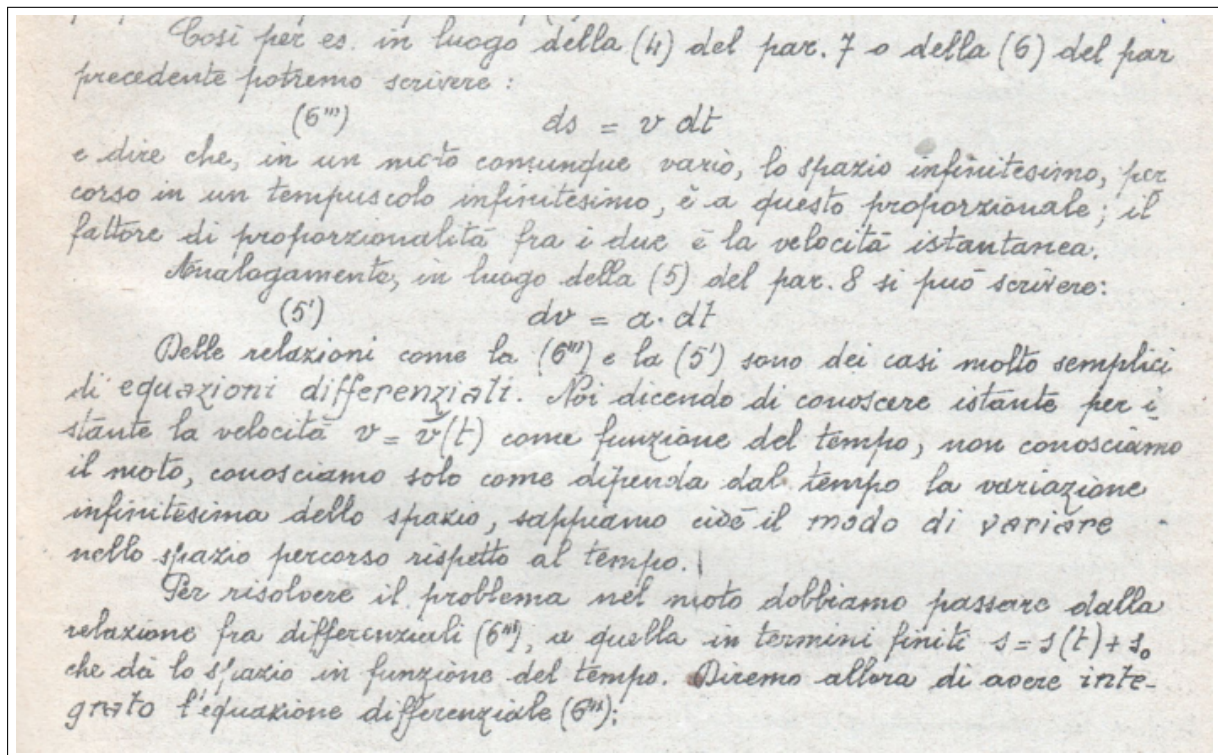 Così per es. in luogo della (4) del par. 7 o della (6) del par
precedente potremo scrivere :
(6''') ds = v dt
e dire che, in un moto comunque vario, lo spazio infinitesimo, per
corso in un tempuscolo infinitesimo, è a questo proporzionale; il
fattore di proporzionalità fra i due è la velocità istantanea.
Analogamente, in luogo della (5) del par. 8 si può scrivere:
(5') dv = a. dt
Delle relazioni come la (6''') e la (5') sono dei casi molto semplici
di equazioni differenziali. Noi dicendo di conoscere istante per i
stante la velocità v = v(t) come funzione del tempo, non conosciamo
il moto, conosciamo solo come dipenda dal tempo la variazione
infinitesima dello spazio, sappiamo cioè il modo di variare
nello spazio percorso rispetto al tempo.
Per risolvere il problema nel moto dobbiamo passare dalla
relazione fra differenziali (6'''), a quella in termini finiti s = s(t) + s₀
che dà lo spazio in funzione del tempo. Diremo allora di avere inte-
grato l'equazione differenziale (6''');